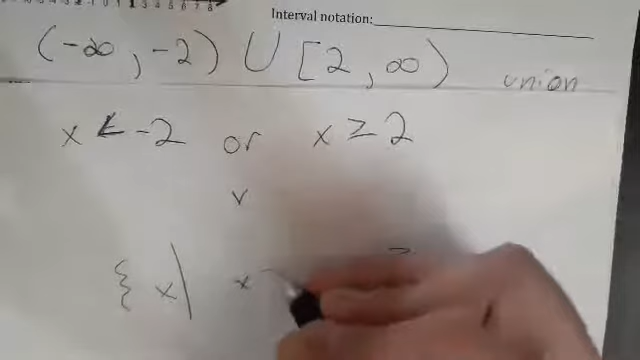 Interval notation:
(-∞, -2) ∪ [2, ∞) union
x < -2 or x ≥ 2
v
{x| x